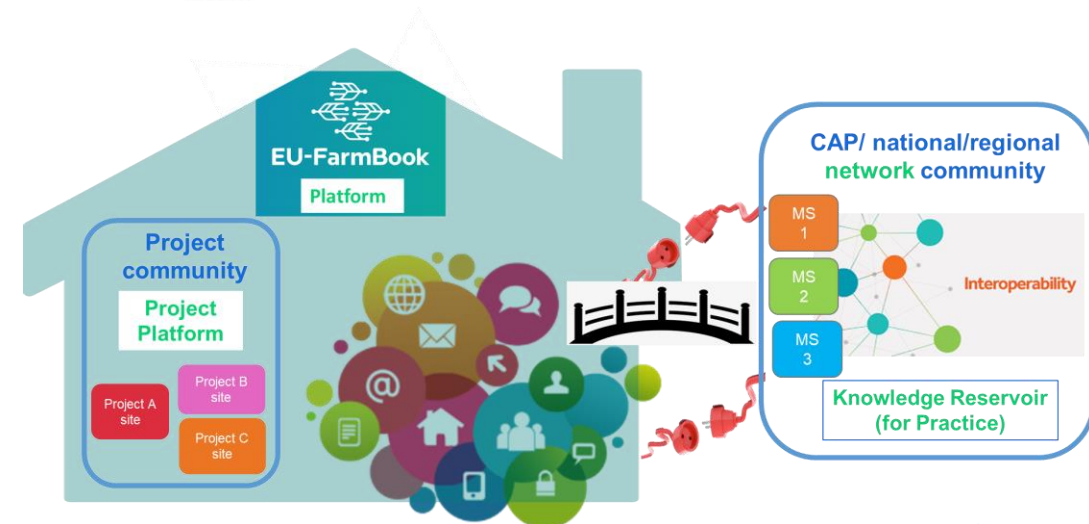 EU-FarmBook
Platform
Project
community
Project
Platform
Project A
site
Project B
site
Project C
site
@
CAP/ national/regional
network community
MS
1
MS
2
MS
3
Interoperability
Knowledge Reservoir
(for Practice)